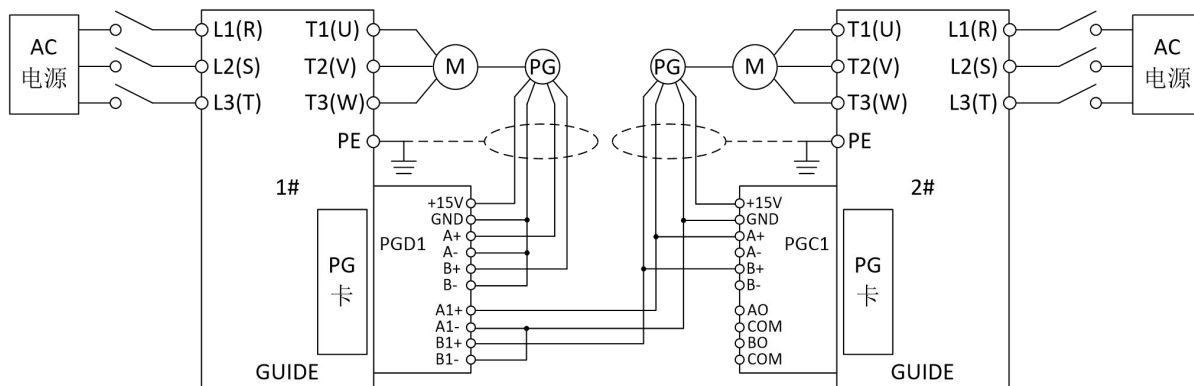 AC
电源
L1(R)
L2(S)
L3(T)
T1(U)
T2(V)
T3(W)
PE
M
PG
1#
PG
卡
PGD1
+15V
GND
A+
A-
B+
B-
A1+
A1-
B1+
B1-
GUIDE
PG
M
T1(U)
T2(V)
T3(W)
PE
L1(R)
L2(S)
L3(T)
AC
电源
2#
+15V
GND
A+
A-
B+
B-
AO
COM
BO
COM
PGC1
PG
卡
GUIDE